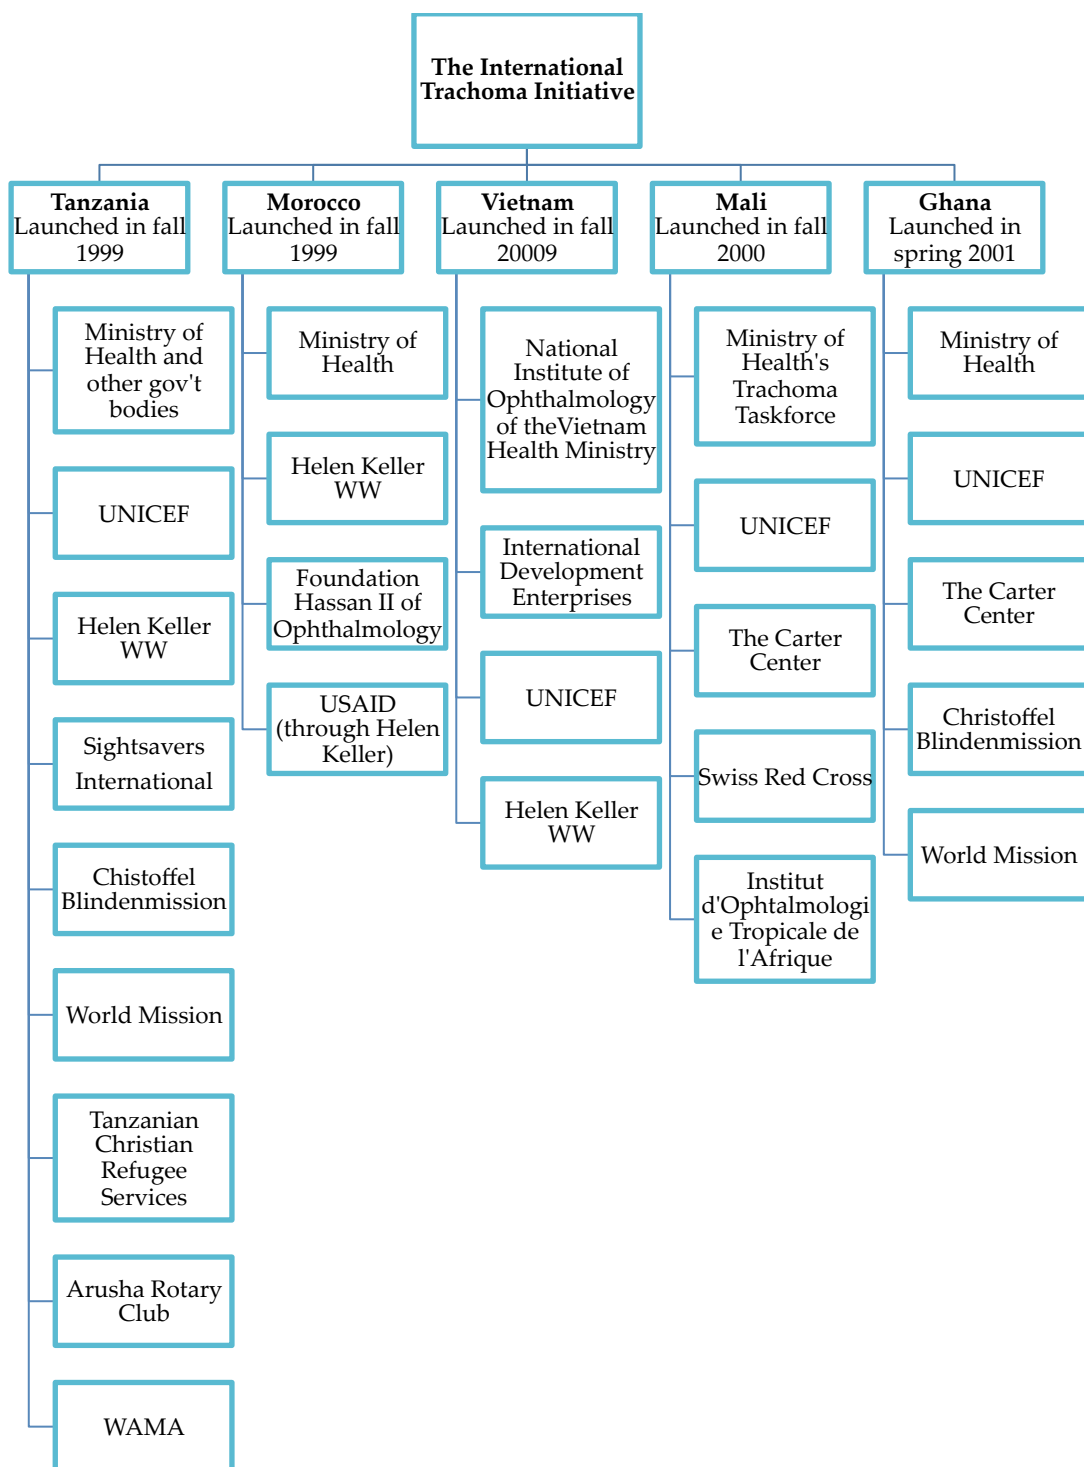 The International
Trachoma Initiative
Tanzania
Launched in fall
1999
Morocco
Launched in fall
1999
Vietnam
Launched in fall
20009
Mali
Launched in fall
2000
Ghana
Launched in
spring 2001
Ministry of
Health and
other gov't
bodies
UNICEF
Helen Keller
WW
Sightsavers
International
Chistoffel
Blindenmission
World Mission
Tanzanian
Christian
Refugee
Services
Arusha Rotary
Club
WAMA
Ministry of
Health
Helen Keller
WW
Foundation
Hassan II of
Ophthalmology
USAID
(through Helen
Keller)
National
Institute of
Ophthalmology
of theVietnam
Health Ministry
International
Development
Enterprises
UNICEF
Helen Keller
WW
Ministry of
Health's
Trachoma
Taskforce
UNICEF
The Carter
Center
Swiss Red Cross
Institut
d'Ophtalmologi
e Tropicale de
l'Afrique
Ministry of
Health
UNICEF
The Carter
Center
Christoffel
Blindenmission
World Mission